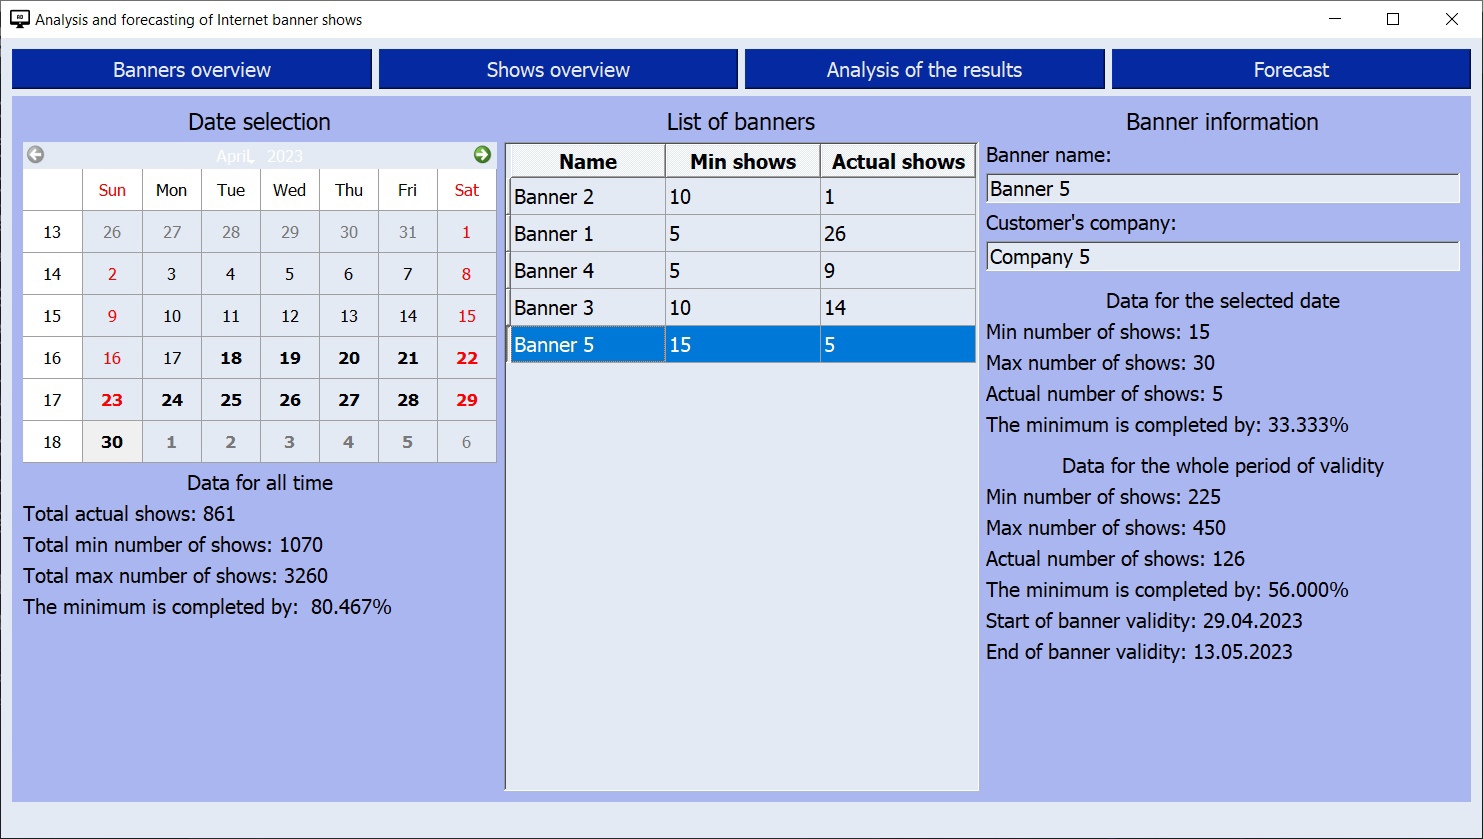 Analysis and forecasting of Internet banner shows
Banners overview
Shows overview
Analysis of the results
Forecast
Date selection
April, 2023
Sun Mon Tue Wed Thu Fri Sat
13 26 27 28 29 30 31 1
14 2 3 4 5 6 7 8
15 9 10 11 12 13 14 15
16 16 17 18 19 20 21 22
17 23 24 25 26 27 28 29
18 30 1 2 3 4 5 6
Data for all time
Total actual shows: 861
Total min number of shows: 1070
Total max number of shows: 3260
The minimum is completed by: 80.467%
List of banners
Name Min shows Actual shows
Banner 2 10 1
Banner 1 5 26
Banner 4 5 9
Banner 3 10 14
Banner 5 15 5
Banner information
Banner name:
Banner 5
Customer's company:
Company 5
Data for the selected date
Min number of shows: 15
Max number of shows: 30
Actual number of shows: 5
The minimum is completed by: 33.333%
Data for the whole period of validity
Min number of shows: 225
Max number of shows: 450
Actual number of shows: 126
The minimum is completed by: 56.000%
Start of banner validity: 29.04.2023
End of banner validity: 13.05.2023